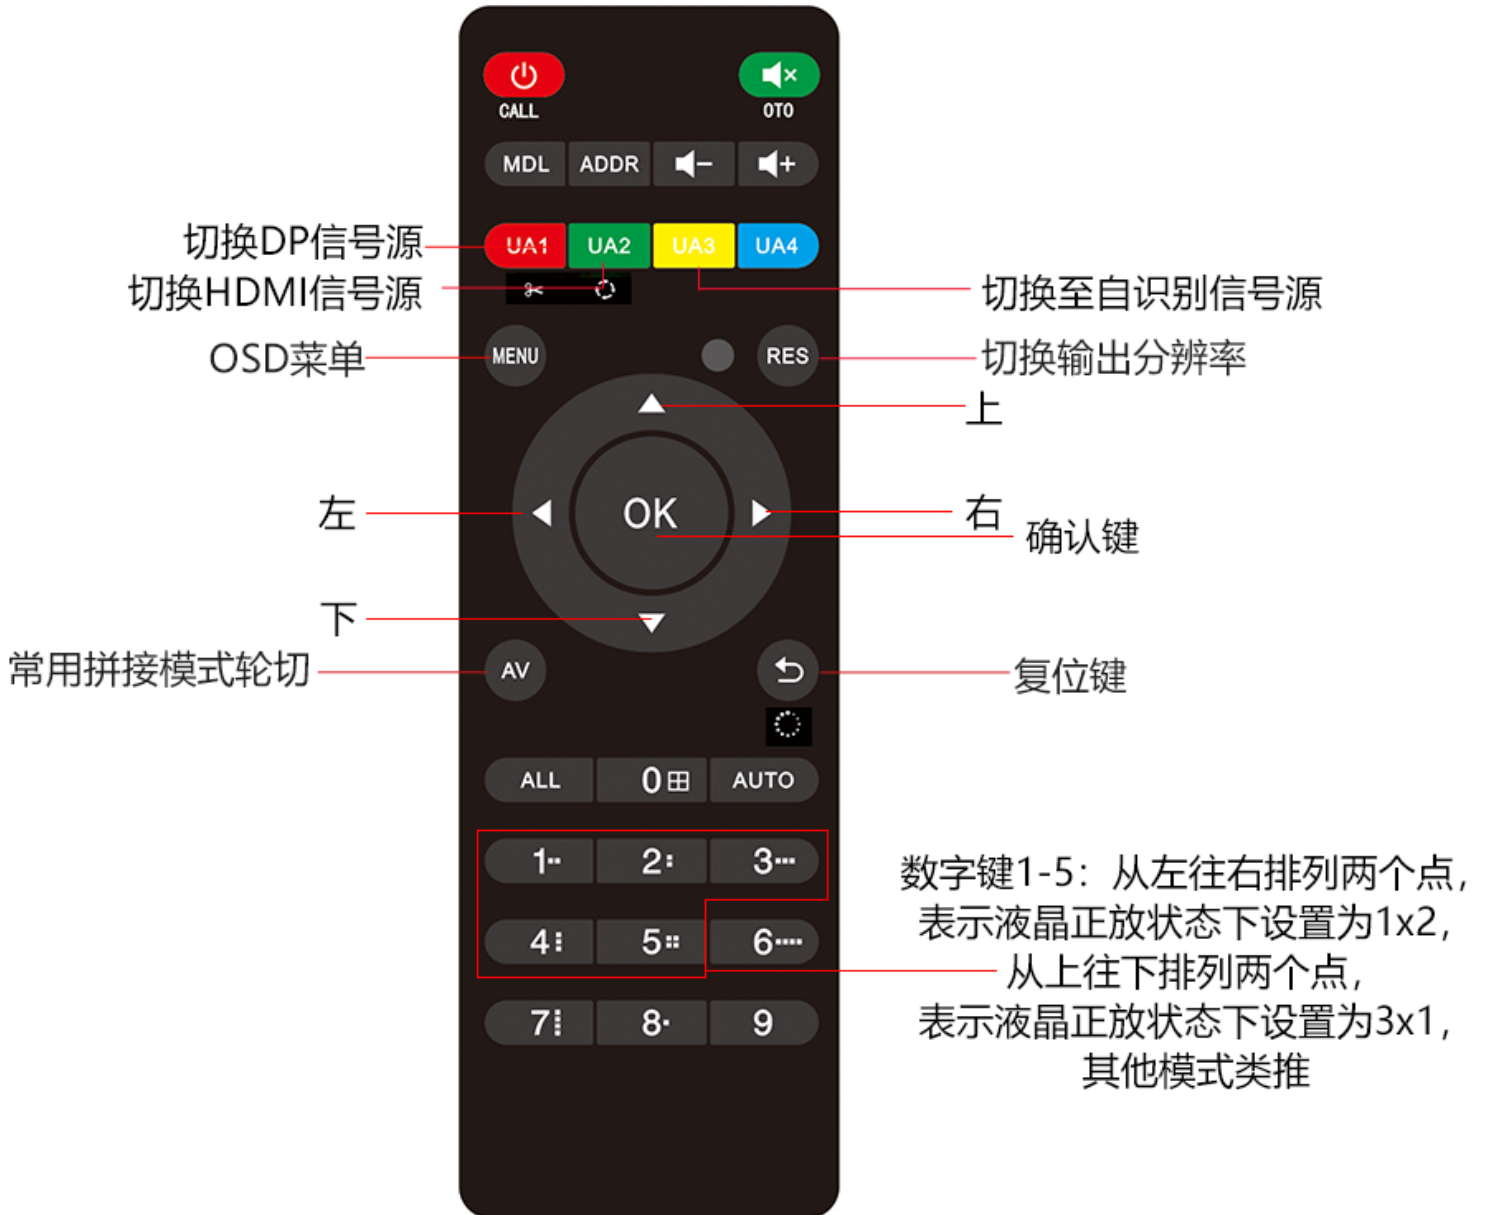 CALL
OTO
MDL ADDR
切换DP信号源
UA1 UA2 UA3 UA4
切换HDMI信号源
切换至自识别信号源
OSD菜单
MENU
RES
切换输出分辨率
上
左
OK
右
确认键
下
常用拼接模式轮切
AV
复位键
ALL 0 AUTO
1 2 3
4 5 6
7 8 9
数字键1-5：从左往右排列两个点，
表示液晶正放状态下设置为1x2，
从上往下排列两个点，
表示液晶正放状态下设置为3x1，
其他模式类推